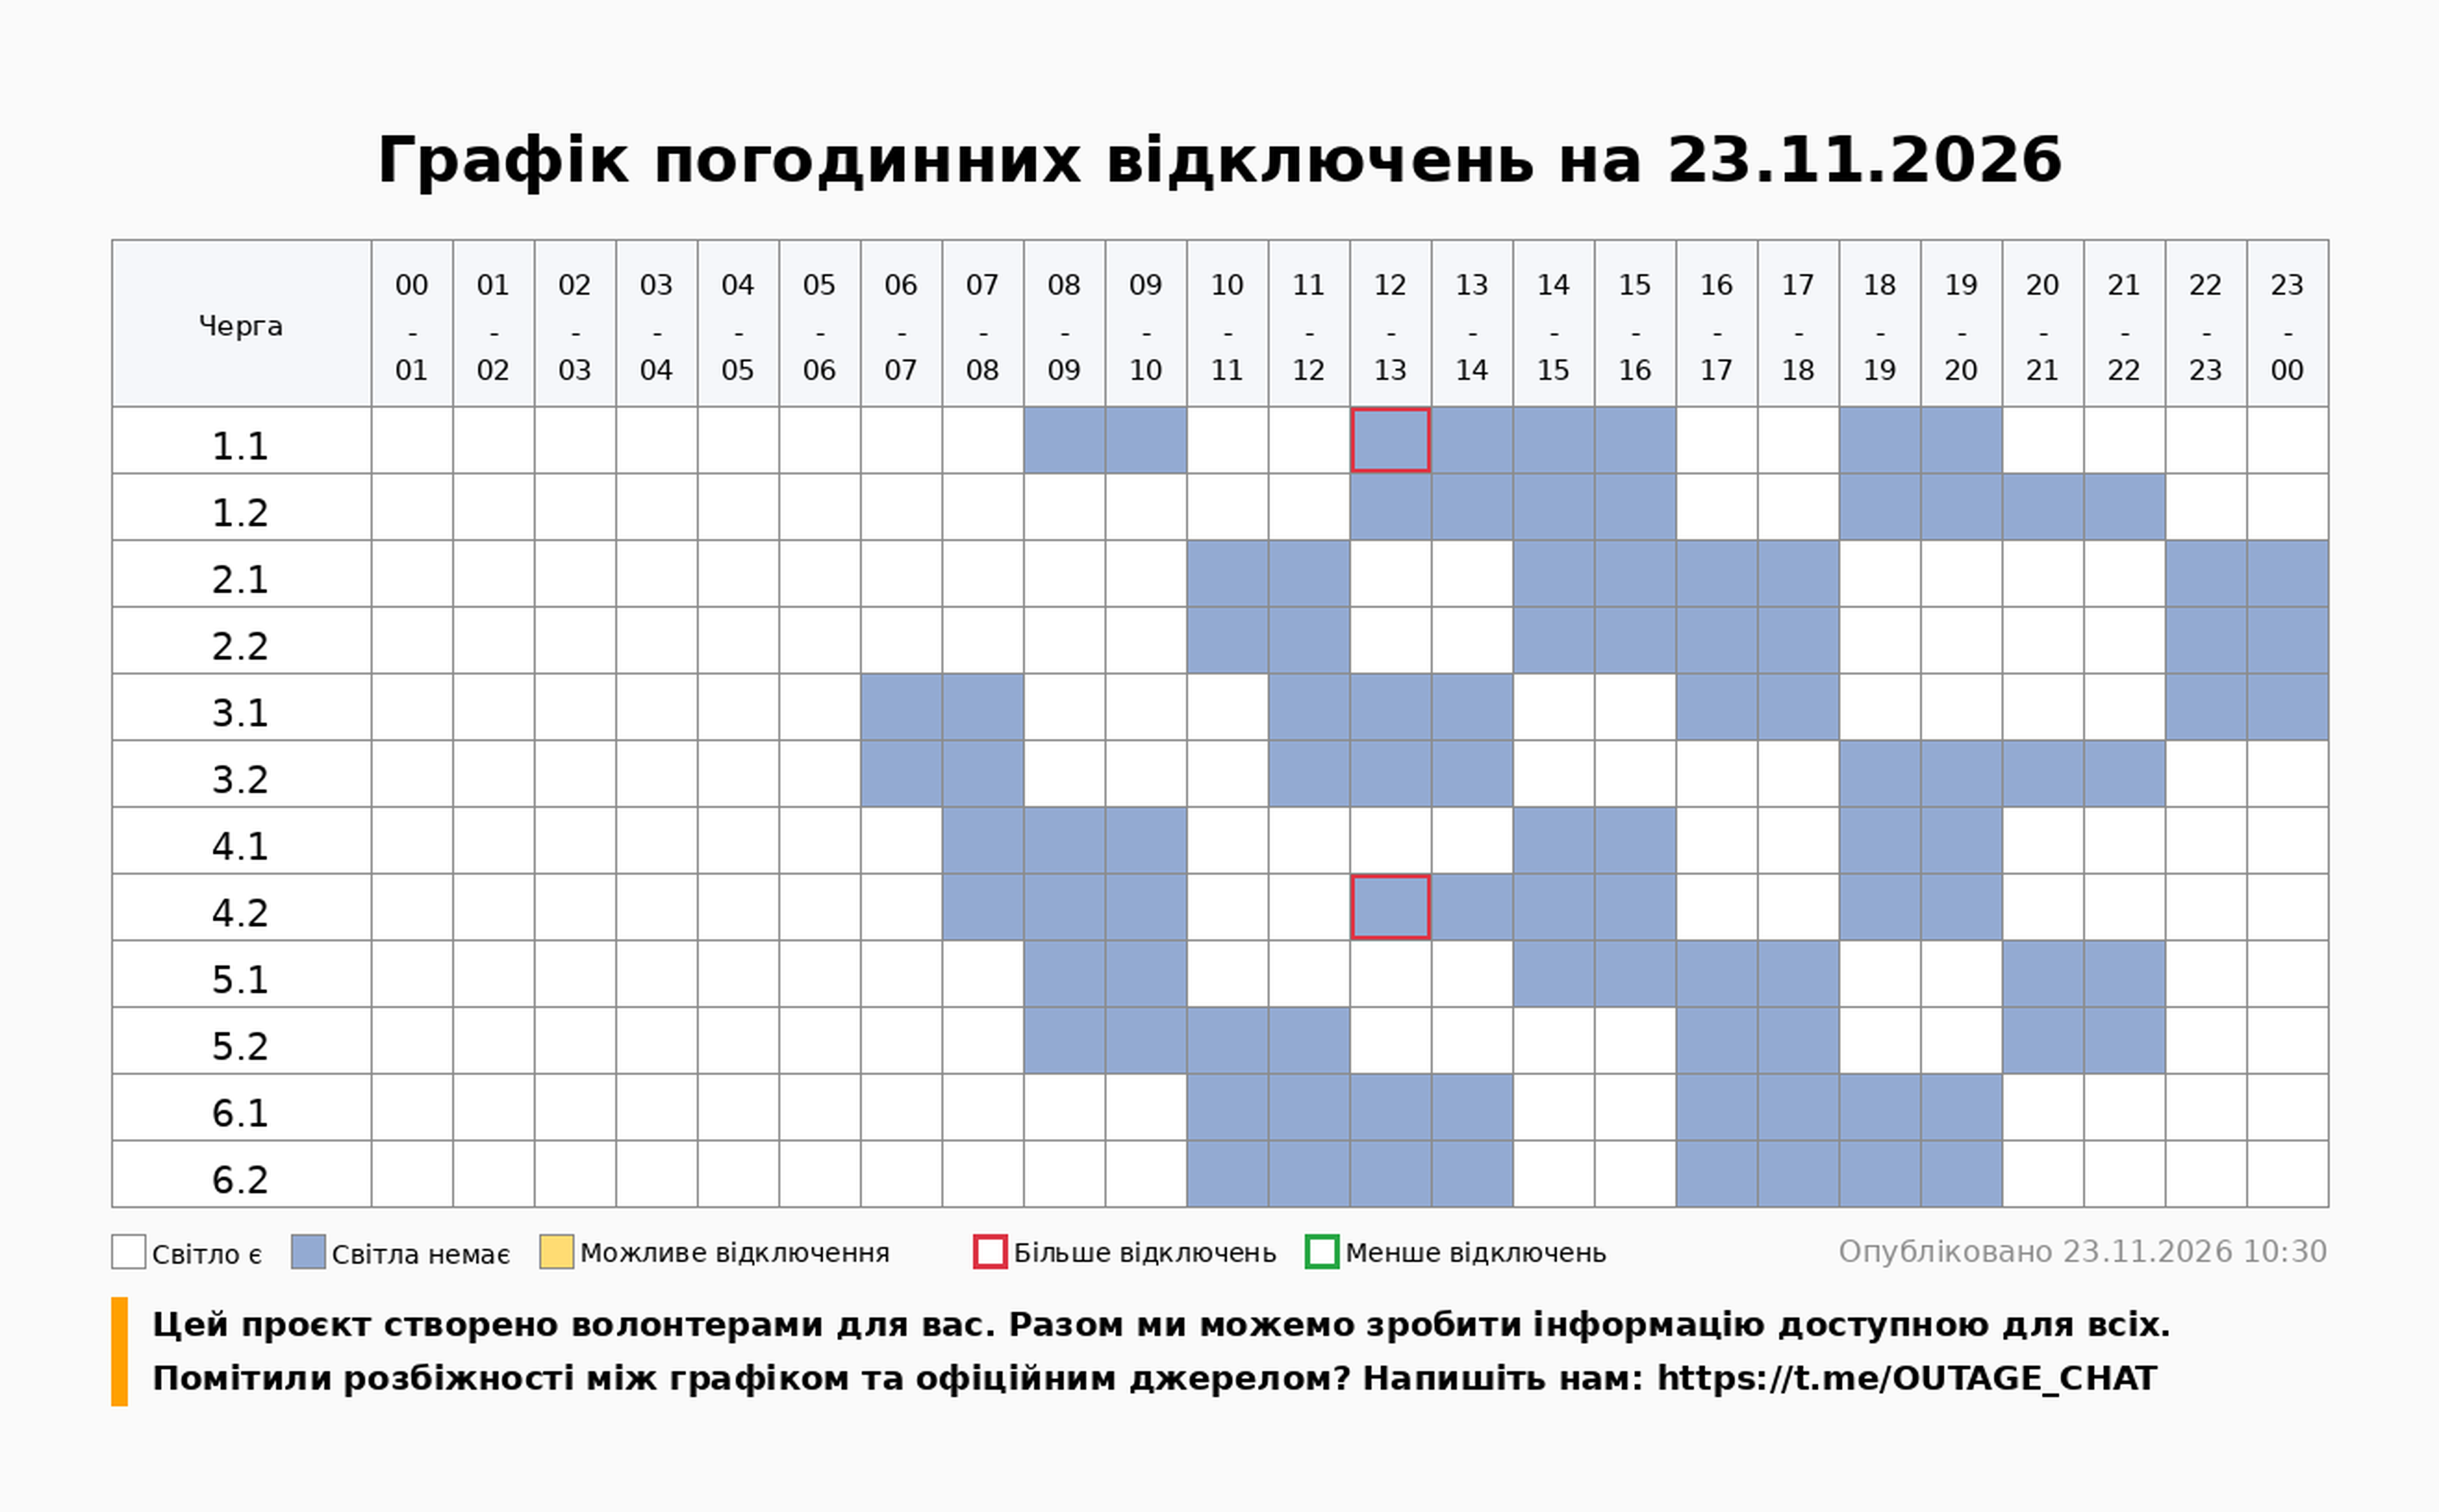 Графік погодинних відключень на 23.11.2026
Черга 00 - 01 01 - 02 02 - 03 03 - 04 04 - 05 05 - 06 06 - 07 07 - 08 08 - 09 09 - 10 10 - 11 11 - 12 12 - 13 13 - 14 14 - 15 15 - 16 16 - 17 17 - 18 18 - 19 19 - 20 20 - 21 21 - 22 22 - 23 23 - 00
1.1
1.2
2.1
2.2
3.1
3.2
4.1
4.2
5.1
5.2
6.1
6.2
Світло є Світла немає Можливе відключення Більше відключень Менше відключень Опубліковано 23.11.2026 10:30
Цей проєкт створено волонтерами для вас. Разом ми можемо зробити інформацію доступною для всіх.
Помітили розбіжності між графіком та офіційним джерелом? Напишіть нам: https://t.me/OUTAGE_CHAT